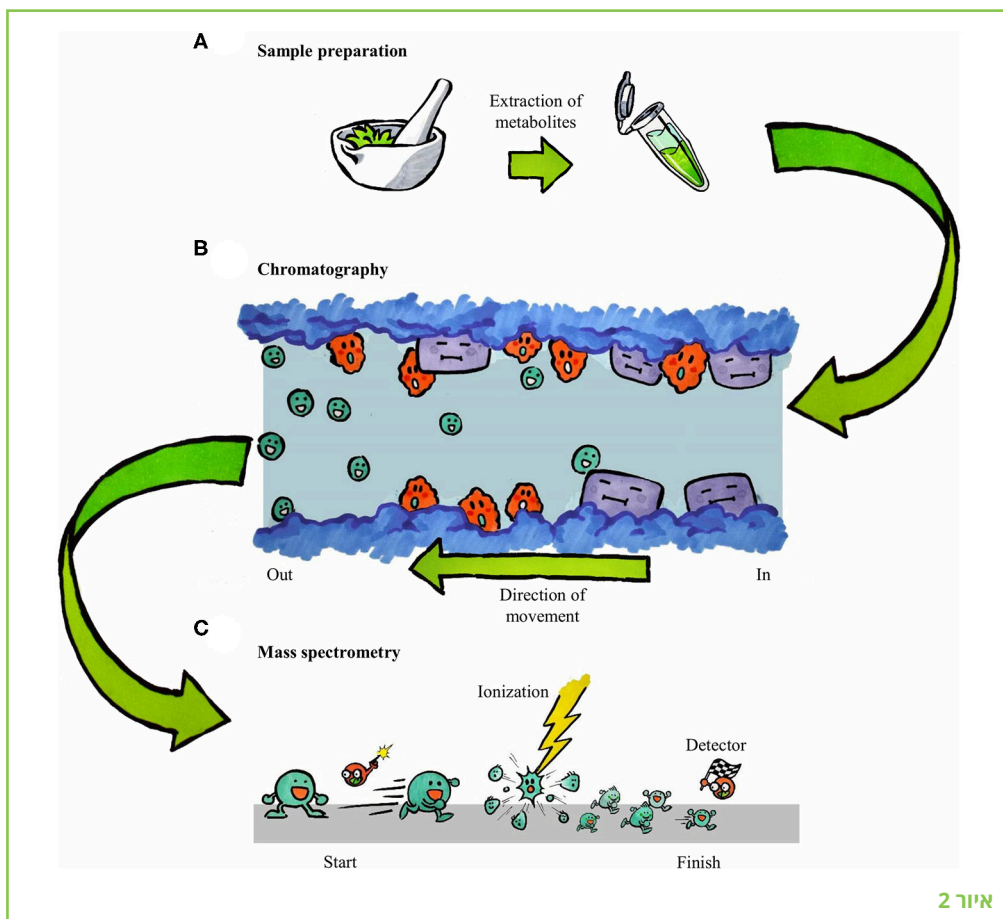 A
Sample preparation
Extraction of
metabolites
B
Chromatography
Out
In
Direction of
movement
C
Mass spectrometry
Ionization
Detector
Start
Finish
איור 2